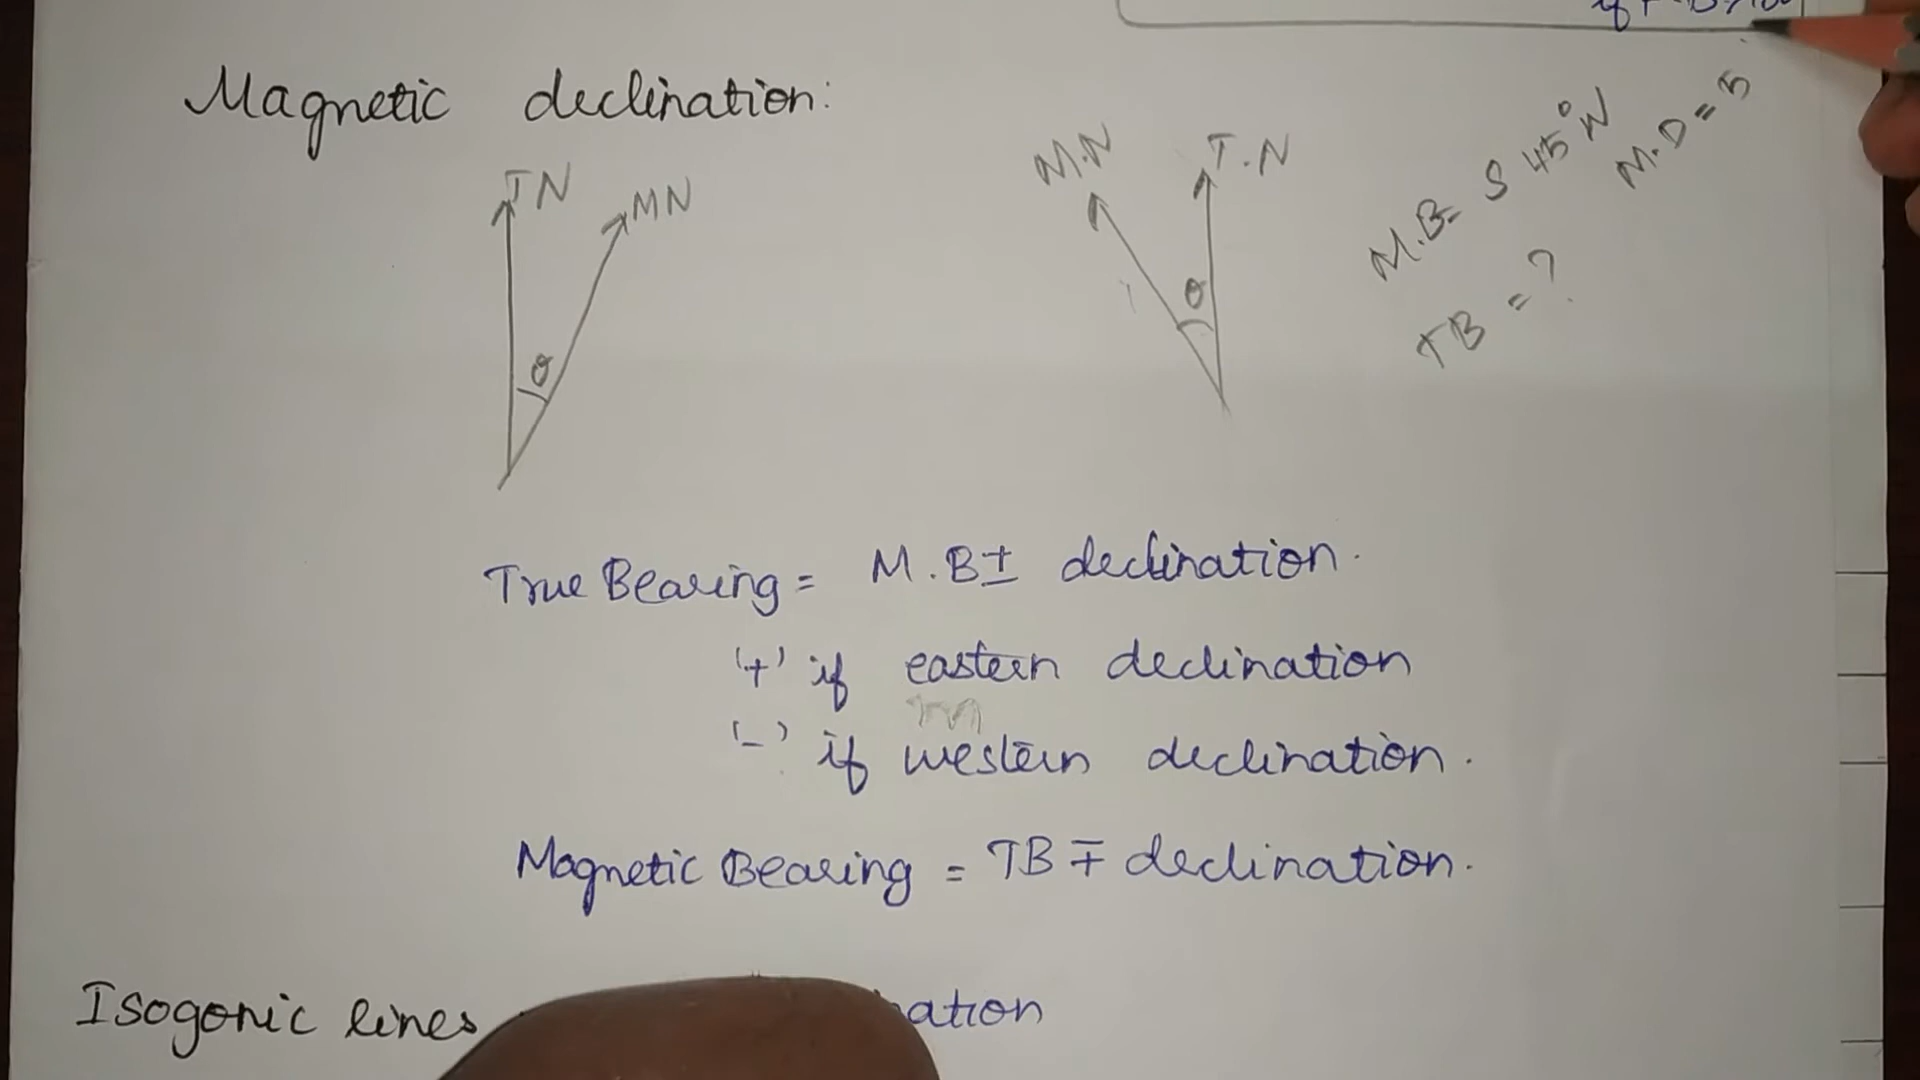 Magnetic declination:
TN
MN
θ
M.N
T.N
θ
M.B= S 45° W
M.D = 5
TB = ?
True Bearing = M.B ± declination.
'+' if eastern declination
'-' if western declination.
Magnetic Bearing = TB ∓ declination.
Isogonic lines